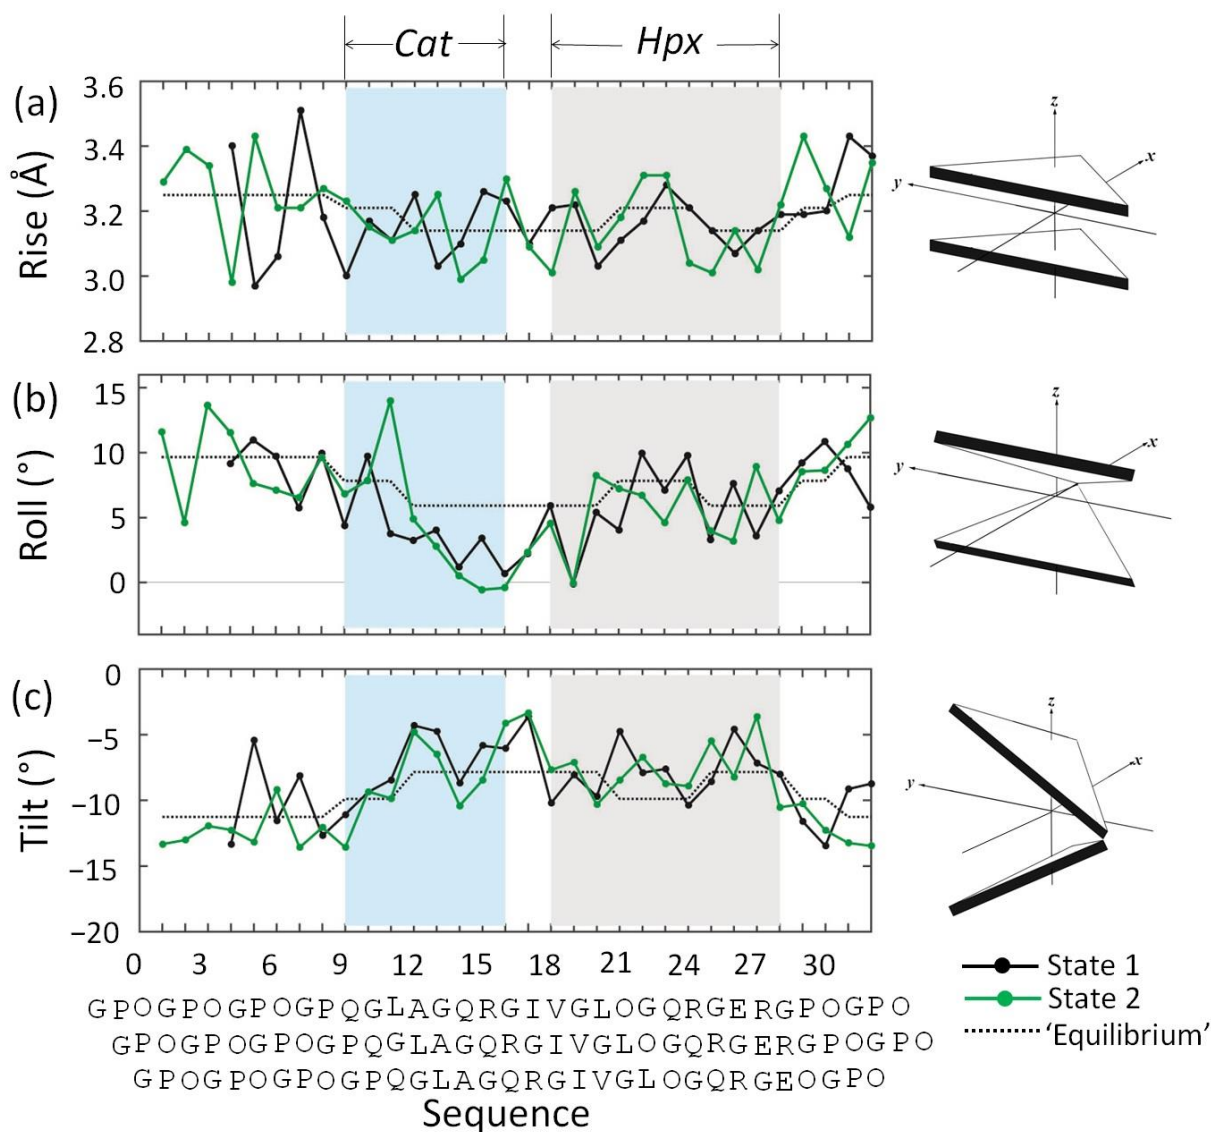 Cat Hpx
(a)
Rise (Å)
3.6
3.4
3.2
3.0
2.8
z
x
y
(b)
Roll (°)
15
10
5
0
z
x
y
(c)
Tilt (°)
0
−5
−10
−15
−20
z
x
y
0 3 6 9 12 15 18 21 24 27 30
GPOGPOGPOGPQGLAGQRGIVGLOGQRGERGPOGPO
GPOGPOGPOGPQGLAGQRGIVGLOGQRGERGPOGPO
GPOGPOGPOGPQGLAGQRGIVGLOGQRGEOGPO
Sequence
State 1
State 2
'Equilibrium'